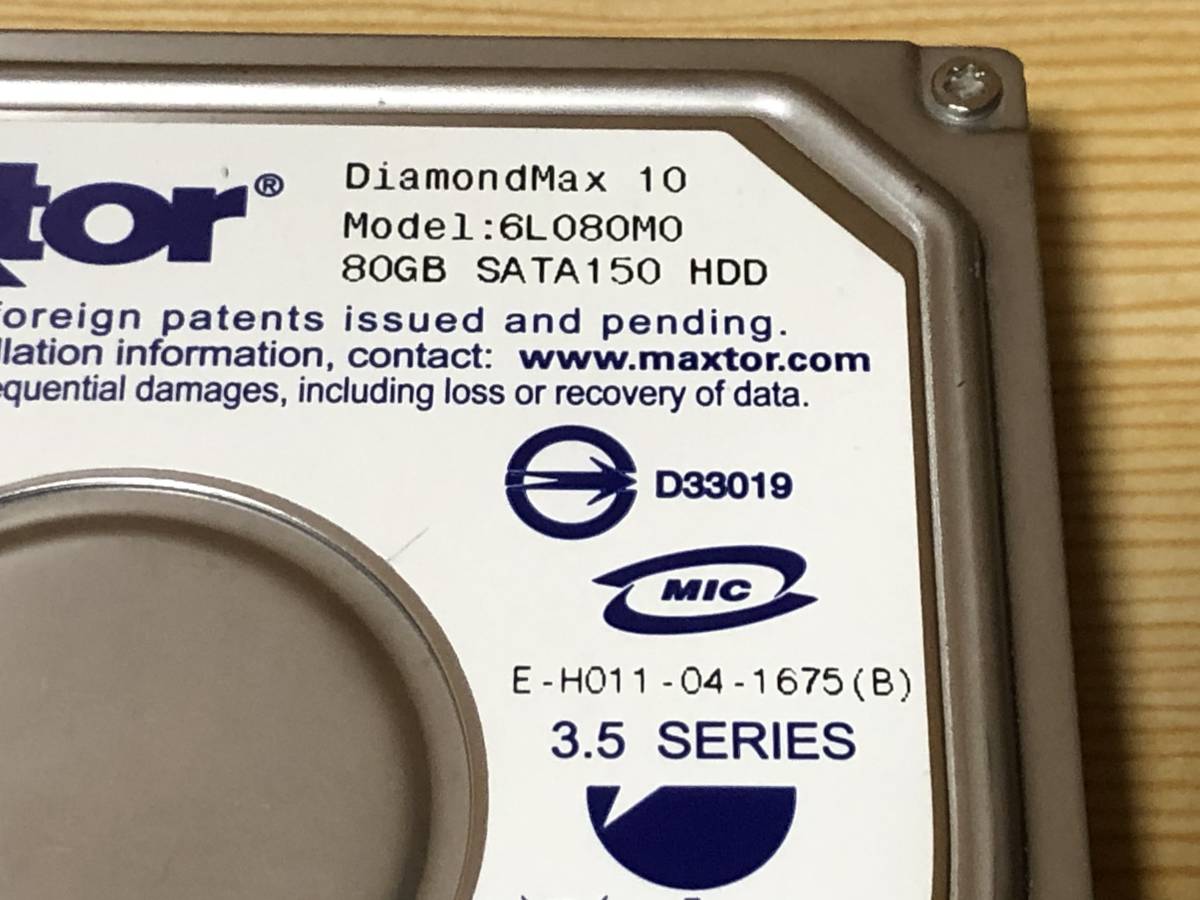 tor®
DiamondMax 10
Model:6L080M0
80GB SATA150 HDD
foreign patents issued and pending.
llation information, contact: www.maxtor.com
equential damages, including loss or recovery of data.
D33019
MIC
E-H011-04-1675(B)
3.5 SERIES